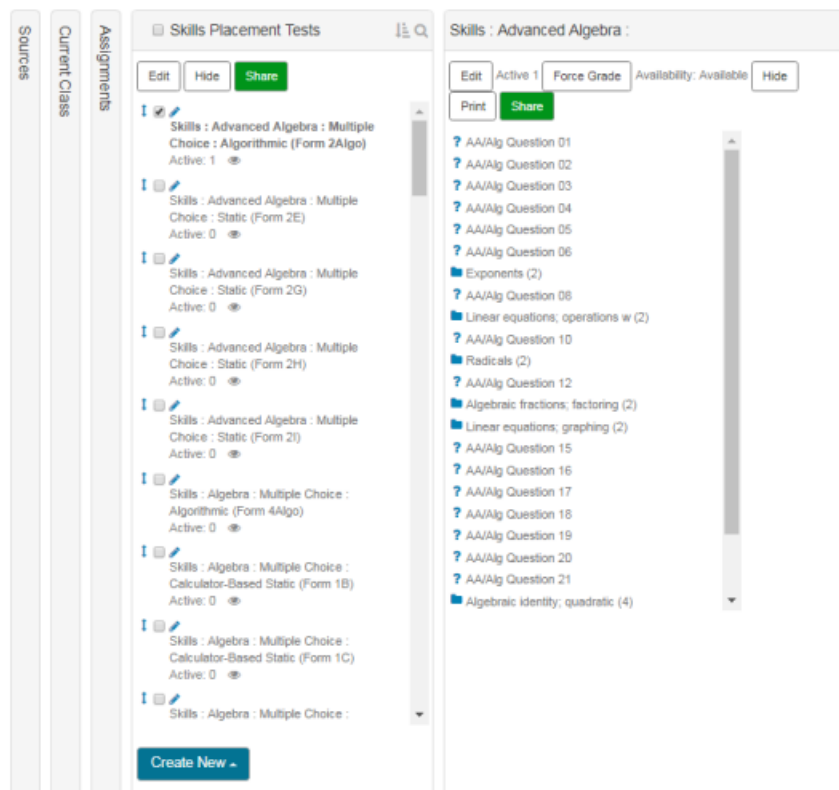 Sources
Current Class
Assignments
Skills Placement Tests
Edit Hide Share
Skills : Advanced Algebra : Multiple
Choice : Algorithmic (Form 2Algo)
Active: 1
Skills : Advanced Algebra : Multiple
Choice : Static (Form 2E)
Active: 0
Skills : Advanced Algebra : Multiple
Choice : Static (Form 2G)
Active: 0
Skills : Advanced Algebra : Multiple
Choice : Static (Form 2H)
Active: 0
Skills : Advanced Algebra : Multiple
Choice : Static (Form 2I)
Active: 0
Skills : Algebra : Multiple Choice :
Algorithmic (Form 4Algo)
Active: 0
Skills : Algebra : Multiple Choice :
Calculator-Based Static (Form 1B)
Active: 0
Skills : Algebra : Multiple Choice :
Calculator-Based Static (Form 1C)
Active: 0
Skills : Algebra : Multiple Choice :
Create New
Skills : Advanced Algebra :
Edit Active 1 Force Grade Availability: Available Hide
Print Share
? AA/Alg Question 01
? AA/Alg Question 02
? AA/Alg Question 03
? AA/Alg Question 04
? AA/Alg Question 05
? AA/Alg Question 06
Exponents (2)
? AA/Alg Question 08
Linear equations; operations w (2)
? AA/Alg Question 10
Radicals (2)
? AA/Alg Question 12
Algebraic fractions; factoring (2)
Linear equations; graphing (2)
? AA/Alg Question 15
? AA/Alg Question 16
? AA/Alg Question 17
? AA/Alg Question 18
? AA/Alg Question 19
? AA/Alg Question 20
? AA/Alg Question 21
Algebraic identity; quadratic (4)